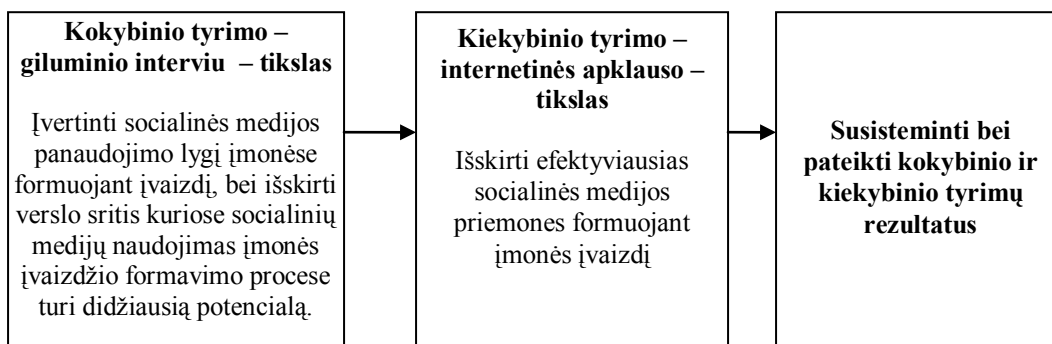 Kokybinio tyrimo –
giluminio interviu – tikslas
Įvertinti socialinės medijos
panaudojimo lygį įmonėse
formuojant įvaizdį, bei išskirti
verslo sritis kuriose socialinių
medijų naudojimas įmonės
įvaizdžio formavimo procese
turi didžiausią potencialą.
Kiekybinio tyrimo –
internetinės apklauso –
tikslas
Išskirti efektyviausias
socialinės medijos
priemones formuojant
įmonės įvaizdį
Susisteminti bei
pateikti kokybinio ir
kiekybinio tyrimų
rezultatus